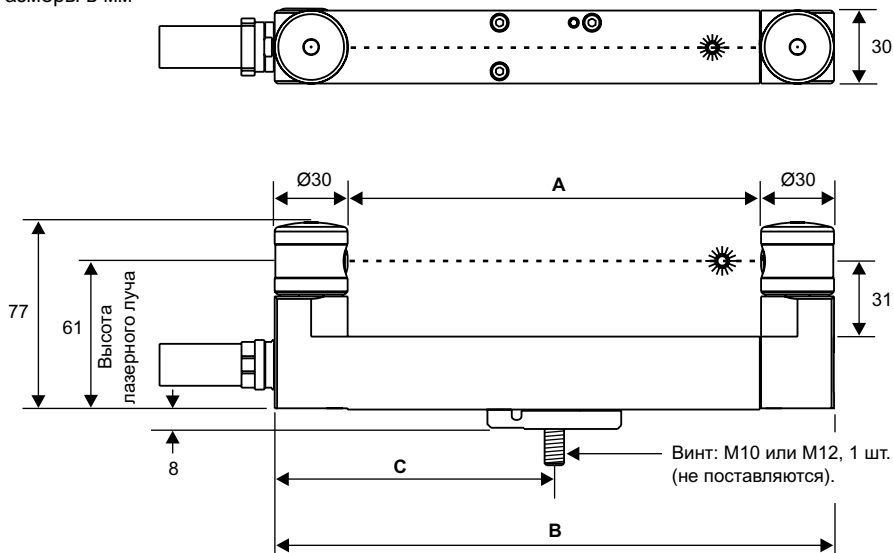 азмеры в мм
30
Ø30
A
Ø30
77
61
Высота
лазерного луча
31
8
C
Винт: M10 или M12, 1 шт.
(не поставляются).
B